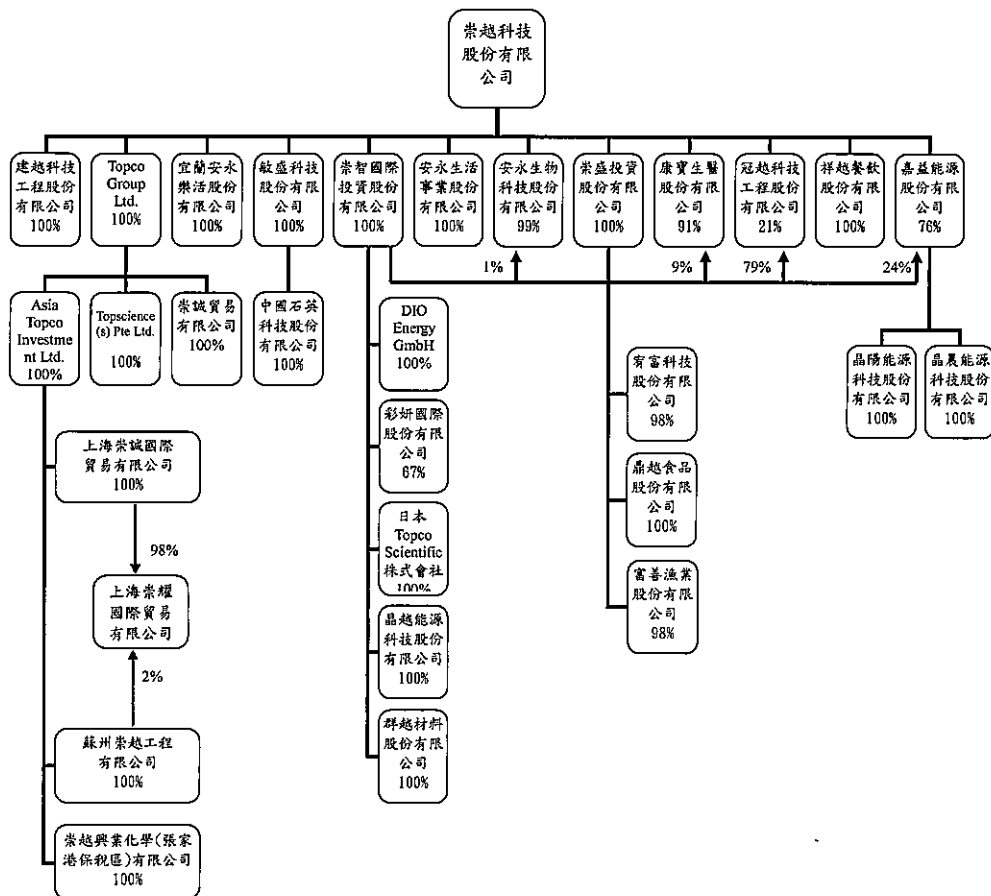 崇越科技
股份有限
公司
建越科技
工程股份
有限公司
100%
Topco
Group
Ltd.
100%
宜蘭安永
樂活股份
有限公司
100%
敏盛科技
股份有限
公司
100%
崇智國際
投資股份
有限公司
100%
安永生活
事業股份
有限公司
100%
安永生物
科技股份
有限公司
99%
崇盛投資
股份有限
公司
100%
康寶生醫
股份有限
公司
91%
冠越科技
工程股份
有限公司
21%
祥越餐飲
股份有限
公司
100%
嘉益能源
股份有限
公司
76%
1%
9%
79%
24%
Asia
Topco
Investme
nt Ltd.
100%
Topscience
(s) Pte Ltd.
100%
崇誠貿易
有限公司
100%
中國石英
科技股份
有限公司
100%
DIO
Energy
GmbH
100%
宥富科技
股份有限
公司
98%
晶陽能源
科技股份
有限公司
100%
晶晨能源
科技股份
有限公司
100%
彩妍國際
股份有限
公司
67%
上海崇誠國際
貿易有限公司
100%
鼎越食品
股份有限
公司
100%
日本
Topco
Scientific
株式會社
100%
98%
上海崇耀
國際貿易
有限公司
富善漁業
股份有限
公司
98%
晶越能源
科技股份
有限公司
100%
2%
蘇州崇越工程
有限公司
100%
群越材料
股份有限
公司
100%
崇越興業化學(張家
港保稅區)有限公司
100%